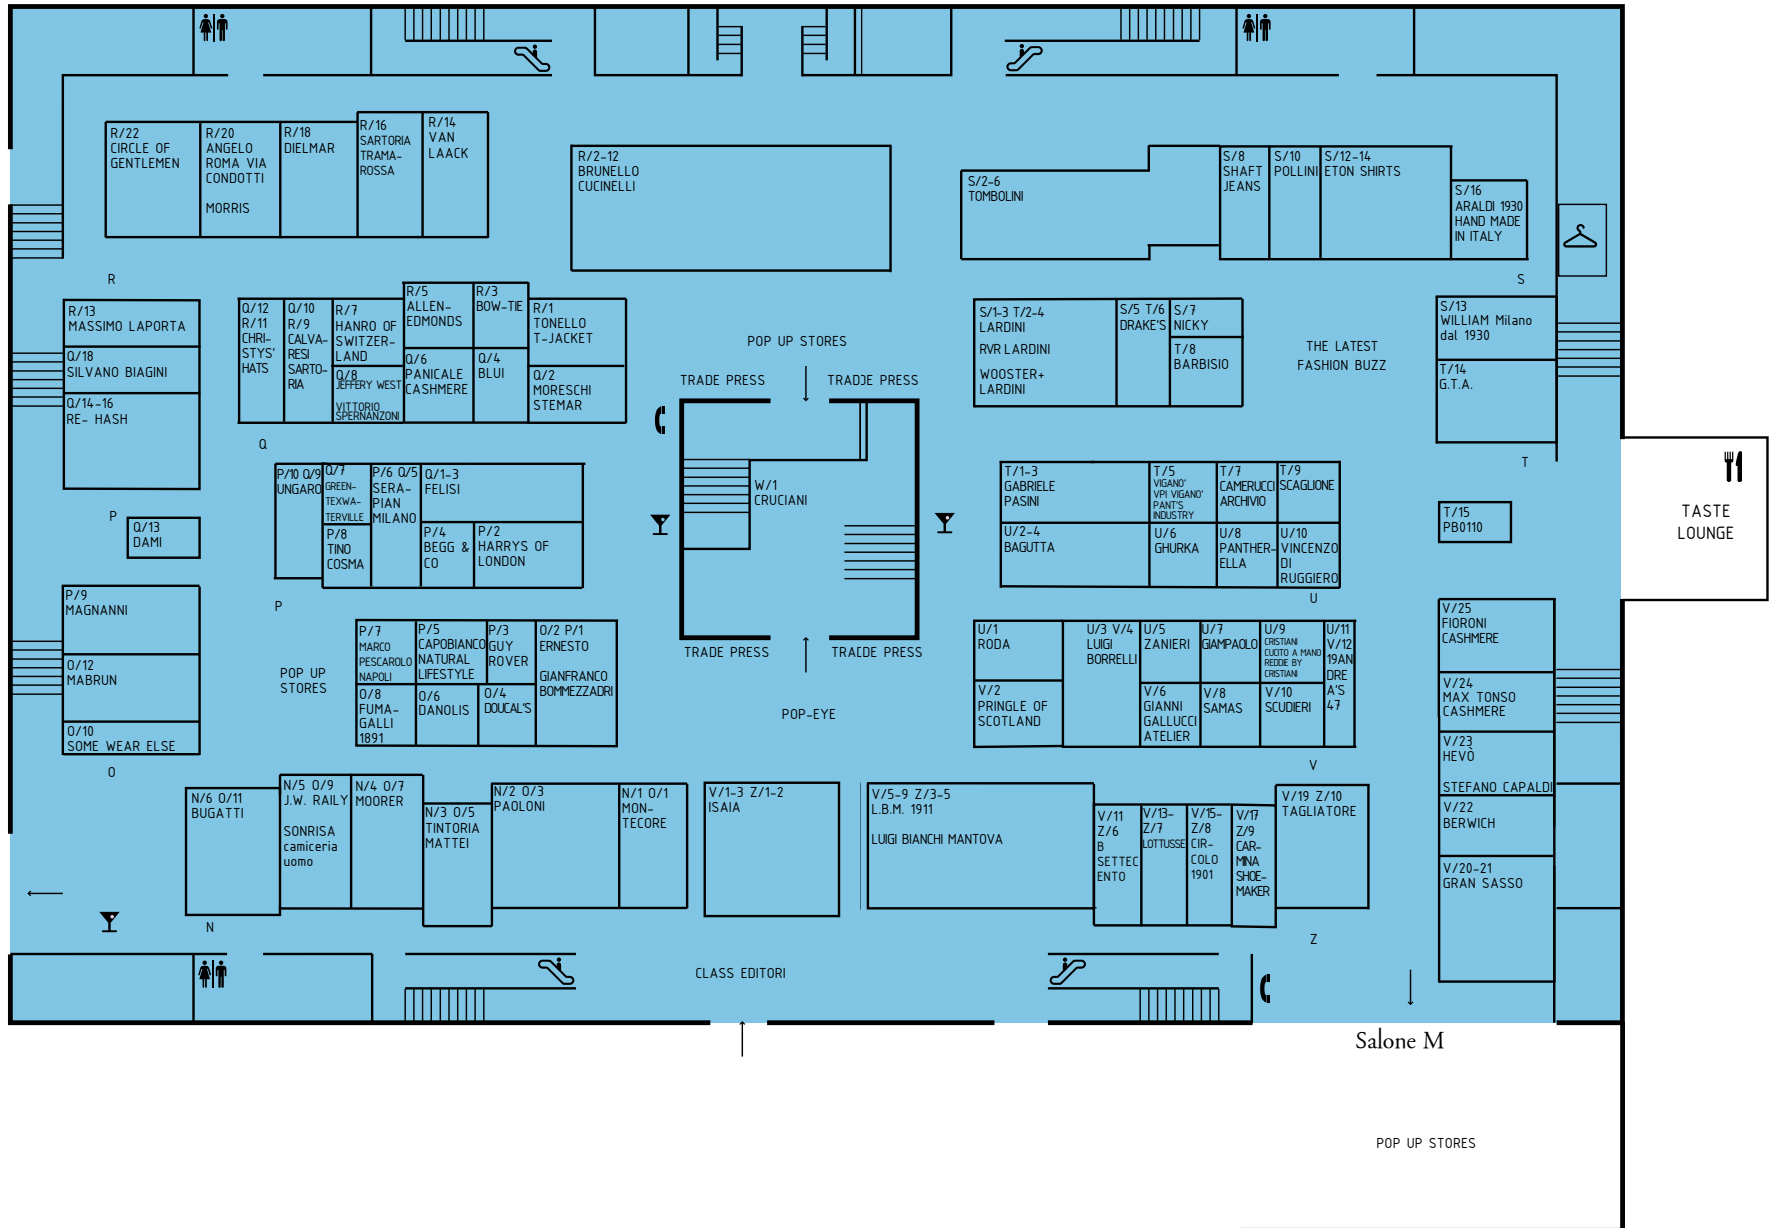 R/22
CIRCLE OF
GENTLEMEN
R/20
ANGELO
ROMA VIA
CONDOTTI
MORRIS
R/18
DIELMAR
R/16
SARTORIA
TRAMA-
ROSSA
R/14
VAN
LAACK
R/2-12
BRUNELLO
CUCINELLI
S/2-6
TOMBOLINI
S/8
SHAFT
JEANS
S/10
POLLINI
S/12-14
ETON SHIRTS
S/16
ARALDI 1930
HAND MADE
IN ITALY
R
S
R/13
MASSIMO LAPORTA
Q/18
SILVANO BIAGINI
Q/14-16
RE- HASH
Q/12
R/11
CHRI-
STYS'
HATS
Q/10
R/9
CALVA-
RESI
SARTO-
RIA
R/7
HANRO OF
SWITZER-
LAND
Q/8
JEFFERY WEST
VITTORIO
SPERNANZONI
R/5
ALLEN-
EDMONDS
Q/6
PANICALE
CASHMERE
R/3
BOW-TIE
Q/4
BLUI
R/1
TONELLO
T-JACKET
Q/2
MORESCHI
STEMAR
POP UP STORES
TRADE PRESS
TRADE PRESS
S/1-3 T/2-4
LARDINI
RVR LARDINI
WOOSTER+
LARDINI
S/5 T/6
DRAKE'S
S/7
NICKY
T/8
BARBISIO
THE LATEST
FASHION BUZZ
S/13
WILLIAM Milano
dal 1930
T/14
G.T.A.
Q
T
P/10 Q/9
UNGARO
Q/7
GREEN-
TEXWA-
TERVILLE
P/8
TINO
COSMA
P/6 Q/5
SERA-
PIAN
MILANO
Q/1-3
FELISI
P/4
BEGG &
CO
P/2
HARRYS OF
LONDON
W/1
CRUCIANI
T/1-3
GABRIELE
PASINI
U/2-4
BAGUTTA
T/5
VIGANO'
VPI VIGANO'
PANT'S
INDUSTRY
U/6
GHURKA
T/7
CAMERUCCI
ARCHIVIO
U/8
PANTHER-
ELLA
T/9
SCAGLIONE
U/10
VINCENZO
DI
RUGGIERO
P
Q/13
DAMI
T/15
PB0110
TASTE
LOUNGE
P
U
P/9
MAGNANNI
O/12
MABRUN
O/10
SOME WEAR ELSE
POP UP
STORES
P/7
MARCO
PESCAROLO
NAPOLI
O/8
FUMA-
GALLI
1891
P/5
CAPOBIANCO
NATURAL
LIFESTYLE
O/6
DANOLIS
P/3
GUY
ROVER
O/4
DOUCAL'S
O/2 P/1
ERNESTO
GIANFRANCO
BOMMEZZADRI
TRADE PRESS
TRADE PRESS
POP-EYE
U/1
RODA
V/2
PRINGLE OF
SCOTLAND
U/3 V/4
LUIGI
BORRELLI
U/5
ZANIERI
V/6
GIANNI
GALLUCCI
ATELIER
U/7
GIAMPAOLO
V/8
SAMAS
U/9
CRISTIANI
CUCITO A MANO
REDDIE BY
CRISTIANI
V/10
SCUDIERI
U/11
V/12
19AN
DRE
A'S
47
V/25
FIORONI
CASHMERE
V/24
MAX TONSO
CASHMERE
V/23
HEVÒ
STEFANO CAPALDI
V/22
BERWICH
V/20-21
GRAN SASSO
O
V
N/6 O/11
BUGATTI
N/5 O/9
J.W. RAILY
SONRISA
camiceria
uomo
N/4 O/7
MOORER
N/3 O/5
TINTORIA
MATTEI
N/2 O/3
PAOLONI
N/1 O/1
MON-
TECORE
V/1-3 Z/1-2
ISAIA
V/5-9 Z/3-5
L.B.M. 1911
LUIGI BIANCHI MANTOVA
V/11
Z/6
B
SETTEC
ENTO
V/13-
Z/7
LOTTUSSE
V/15-
Z/8
CIR-
COLO
1901
V/17
Z/9
CAR-
MINA
SHOE-
MAKER
V/19 Z/10
TAGLIATORE
N
Z
CLASS EDITORI
Salone M
POP UP STORES